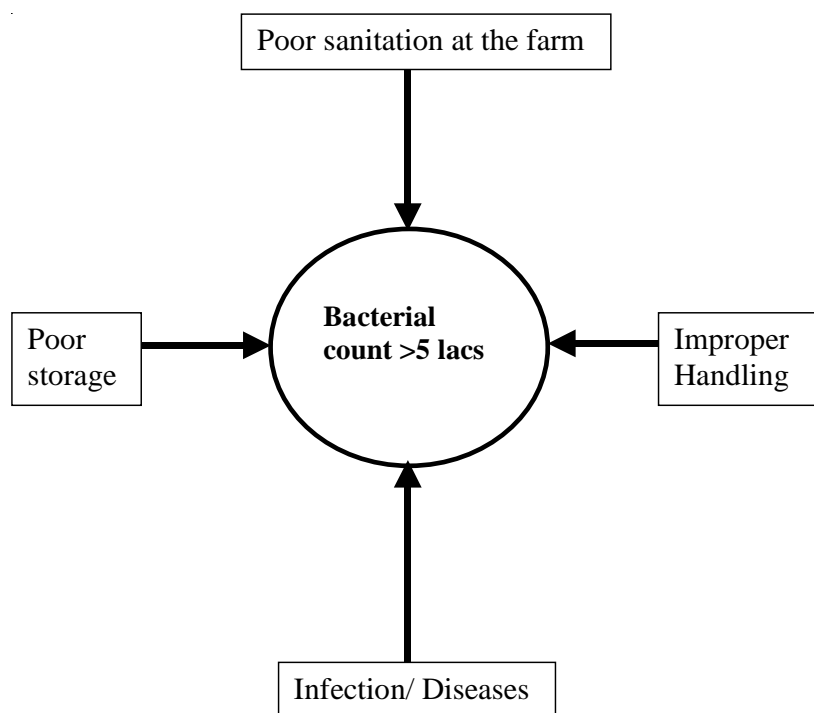 Poor sanitation at the farm
Bacterial
count >5 lacs
Poor
storage
Improper
Handling
Infection/ Diseases